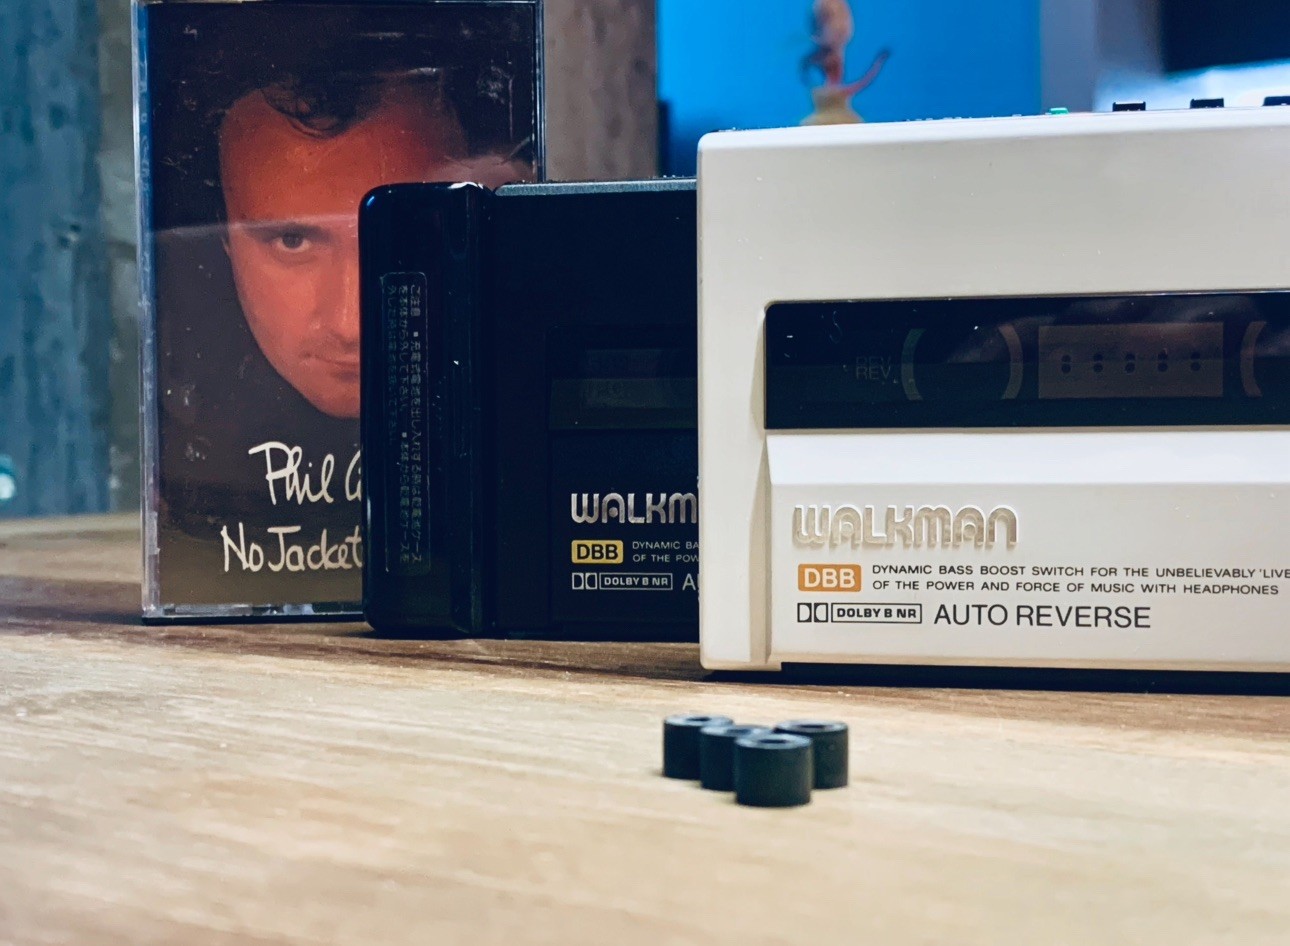 Phil
No Jacket
WALKM
DBB
DYNAMIC BA
OF THE POW
DOLBY B NR
REV
REV
WALKMAN
DBB
DYNAMIC BASS BOOST SWITCH FOR THE UNBELIEVABLY 'LIVE
OF THE POWER AND FORCE OF MUSIC WITH HEADPHONES
DOLBY B NR AUTO REVERSE